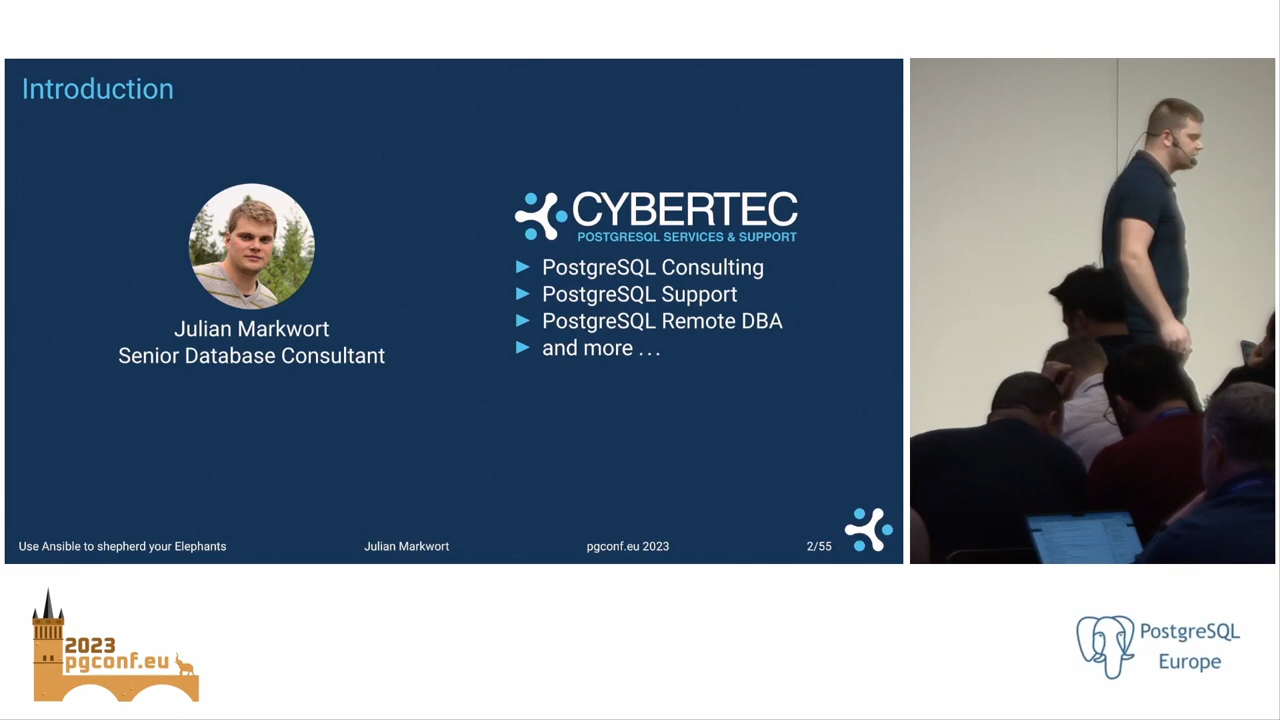 Introduction
Julian Markwort
Senior Database Consultant
CYBERTEC
POSTGRESQL SERVICES & SUPPORT
PostgreSQL Consulting
PostgreSQL Support
PostgreSQL Remote DBA
and more ...
Use Ansible to shepherd your Elephants
Julian Markwort
pgconf.eu 2023
2/55
2023
pgconf.eu
PostgreSQL
Europe